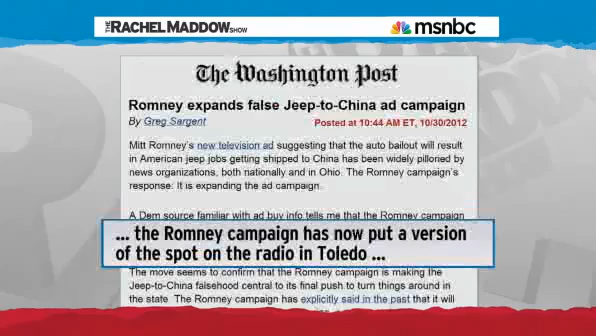 THE RACHEL MADDOW SHOW
msnbc
The Washington Post
Romney expands false Jeep-to-China ad campaign
By Greg Sargent
Posted at 10:44 AM ET, 10/30/2012
Mitt Romney's new television ad suggesting that the auto bailout will result
in American jeep jobs getting shipped to China has been widely pilloried by
news organizations, both nationally and in Ohio. The Romney campaign's
response: It is expanding the ad campaign.
A Dem source familiar with ad buy info tells me that the Romney campaign
... the Romney campaign has now put a version
of the spot on the radio in Toledo ...
The move seems to confirm that the Romney campaign is making the
Jeep-to-China falsehood central to its final push to turn things around in
the state. The Romney campaign has explicitly said in the past that it will